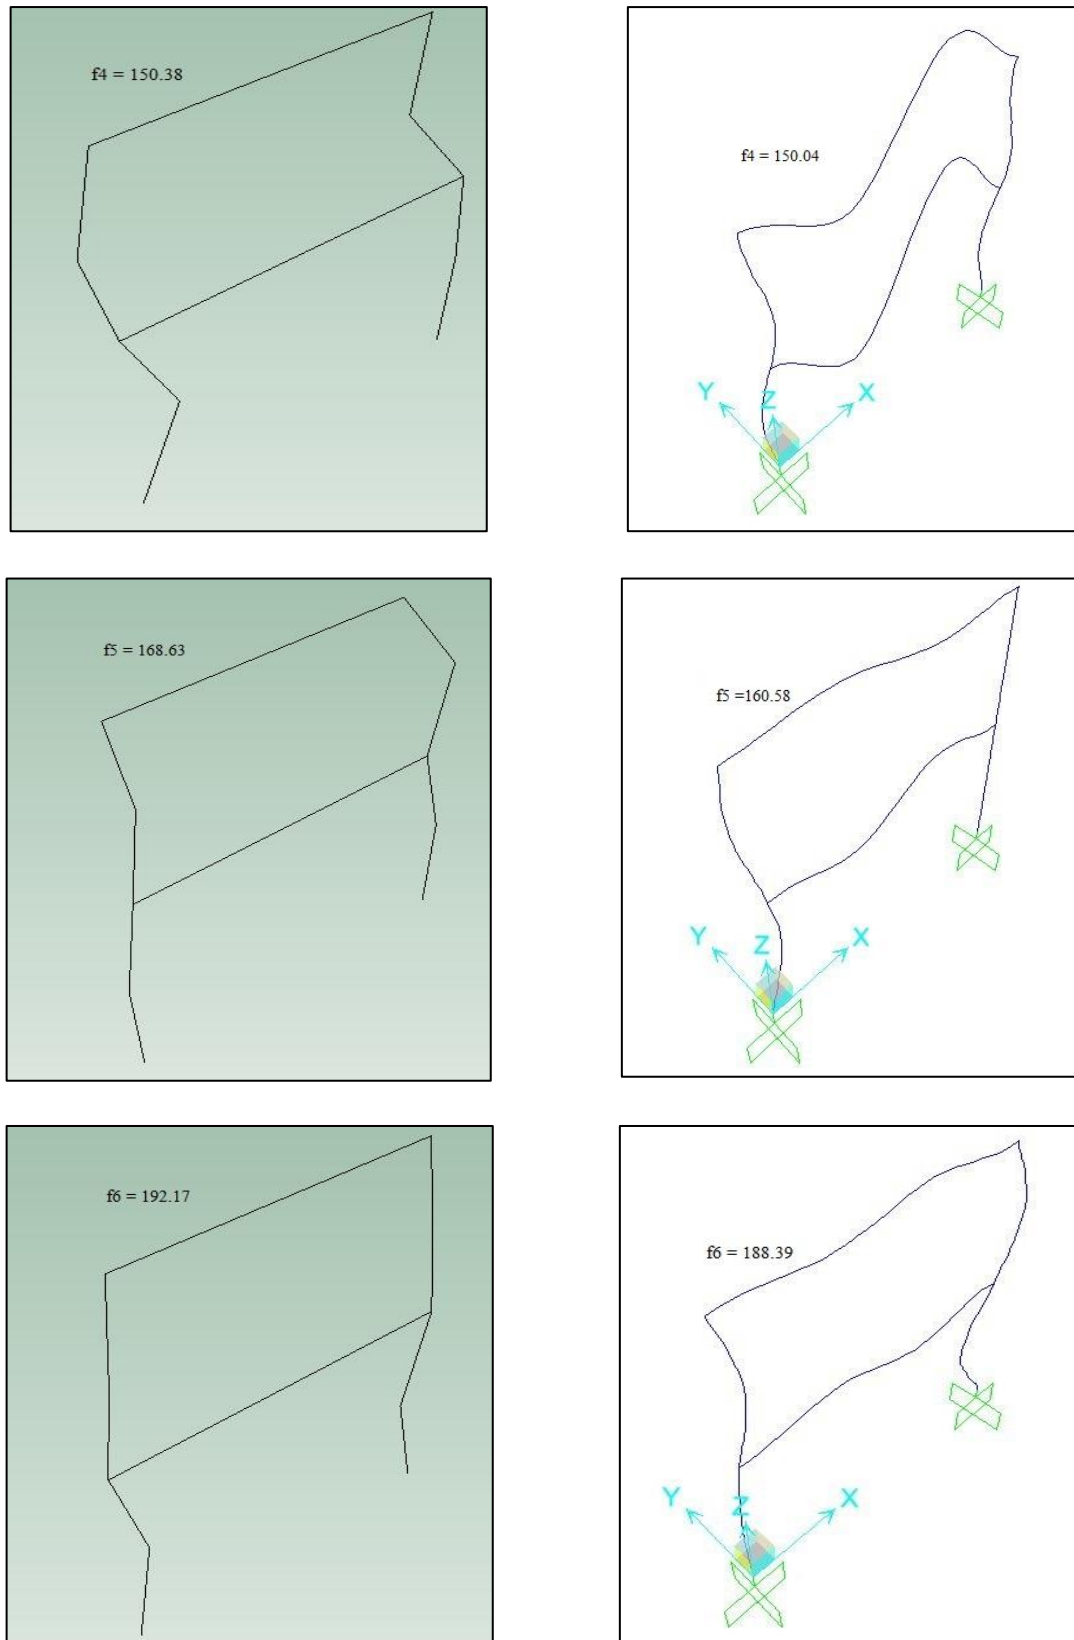 f4 = 150.38
f4 = 150.04
Y
Z
X
f5 = 168.63
f5 =160.58
Y
Z
X
f6 = 192.17
f6 = 188.39
Y
Z
X